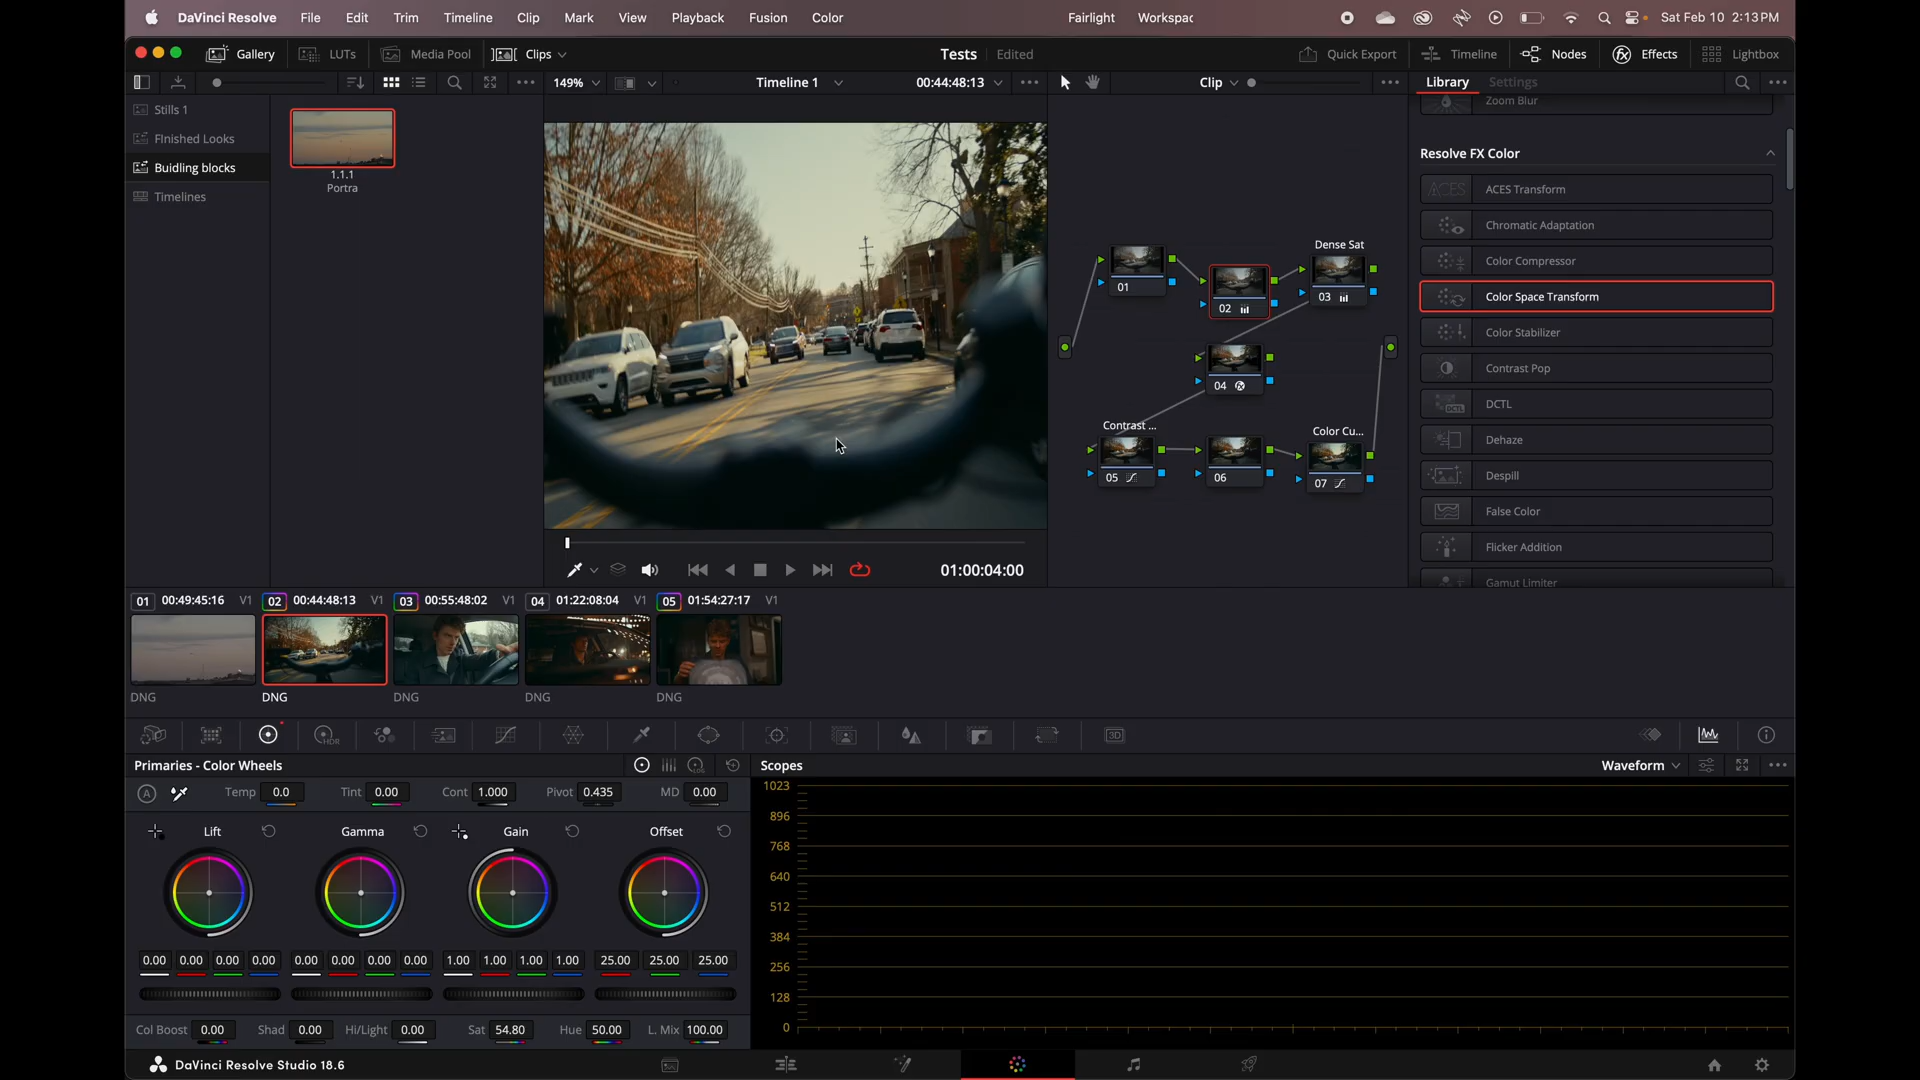 DaVinci Resolve File Edit Trim Timeline Clip Mark View Playback Fusion Color Fairlight Workspac Sat Feb 10 2:13 PM
Gallery LUTs Media Pool Clips Tests Edited Quick Export Timeline Nodes Effects Lightbox
149% Timeline 1 00:44:48:13 Clip Library Settings
Stills 1
FInished Looks
Buidling blocks
Timelines
1.1.1
Portra
01
02
Dense Sat
03
04
Contrast ...
05
06
Color Cu...
07
Zoom Blur
Resolve FX Color
ACES ACES Transform
Chromatic Adaptation
Color Compressor
Color Space Transform
Color Stabilizer
Contrast Pop
DCTL DCTL
Dehaze
Despill
False Color
Flicker Addition
Gamut Limiter
01:00:04:00
01 00:49:45:16 V1 02 00:44:48:13 V1 03 00:55:48:02 V1 04 01:22:08:04 V1 05 01:54:27:17 V1
DNG DNG DNG DNG DNG
HDR 3D
Primaries - Color Wheels LOG
A Temp 0.0 Tint 0.00 Cont 1.000 Pivot 0.435 MD 0.00
Lift Gamma Gain Offset
0.00 0.00 0.00 0.00 0.00 0.00 0.00 0.00 1.00 1.00 1.00 1.00 25.00 25.00 25.00
Col Boost 0.00 Shad 0.00 Hi/Light 0.00 Sat 54.80 Hue 50.00 L. Mix 100.00
Scopes Waveform
1023
896
768
640
512
384
256
128
0
DaVinci Resolve Studio 18.6